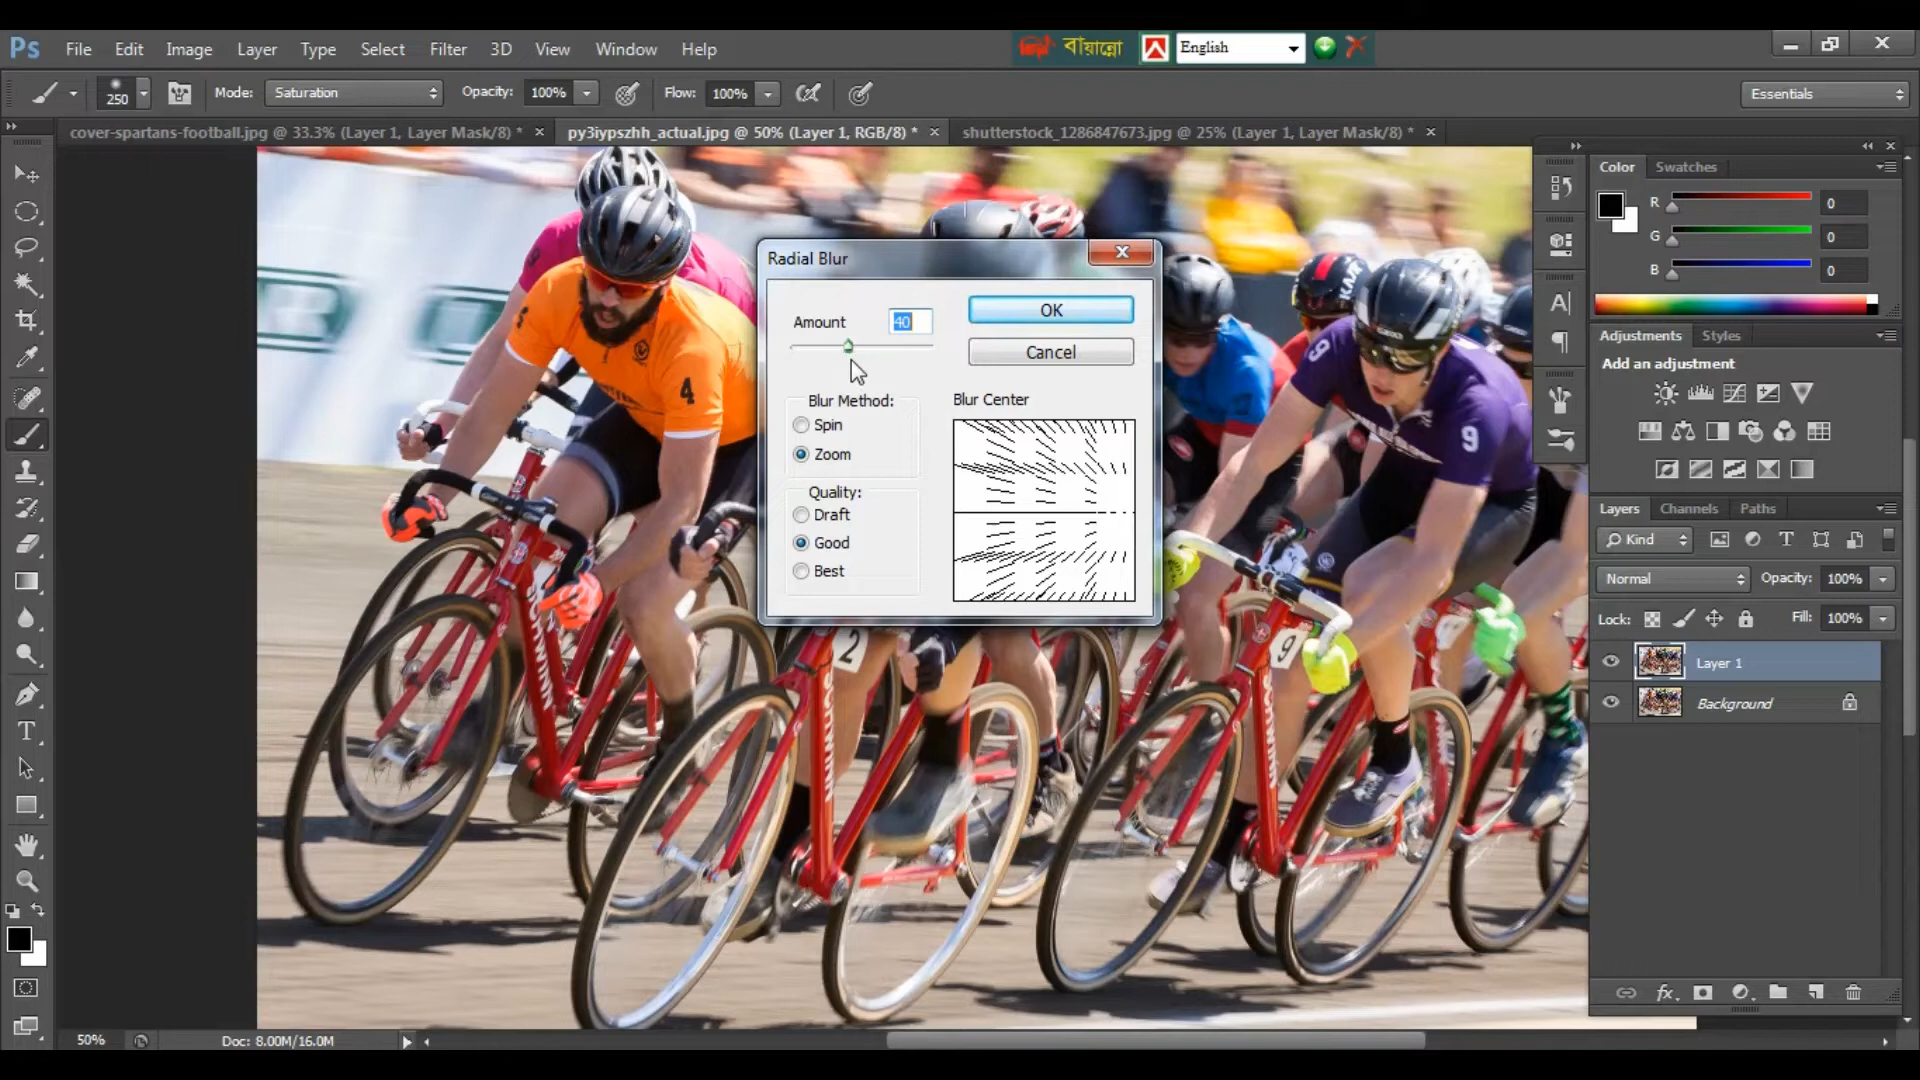 Ps File Edit Image Layer Type Select Filter 3D View Window Help
বায়ান্নো English
250 Mode: Saturation Opacity: 100% Flow: 100% Essentials
cover-spartans-football.jpg @ 33.3% (Layer 1, Layer Mask/8) * py3iypszhh_actual.jpg @ 50% (Layer 1, RGB/8) * shutterstock_1286847673.jpg @ 25% (Layer 1, Layer Mask/8) *
Color Swatches
R 0
G 0
B 0
Adjustments Styles
Add an adjustment
Radial Blur
Amount 40
OK
Cancel
Blur Method:
Spin
Zoom
Quality:
Draft
Good
Best
Blur Center
4
9
9
2
9
SCHWINN
Layers Channels Paths
Kind
Normal Opacity: 100%
Lock: Fill: 100%
Layer 1
Background
fx
50% Doc: 8.00M/16.0M